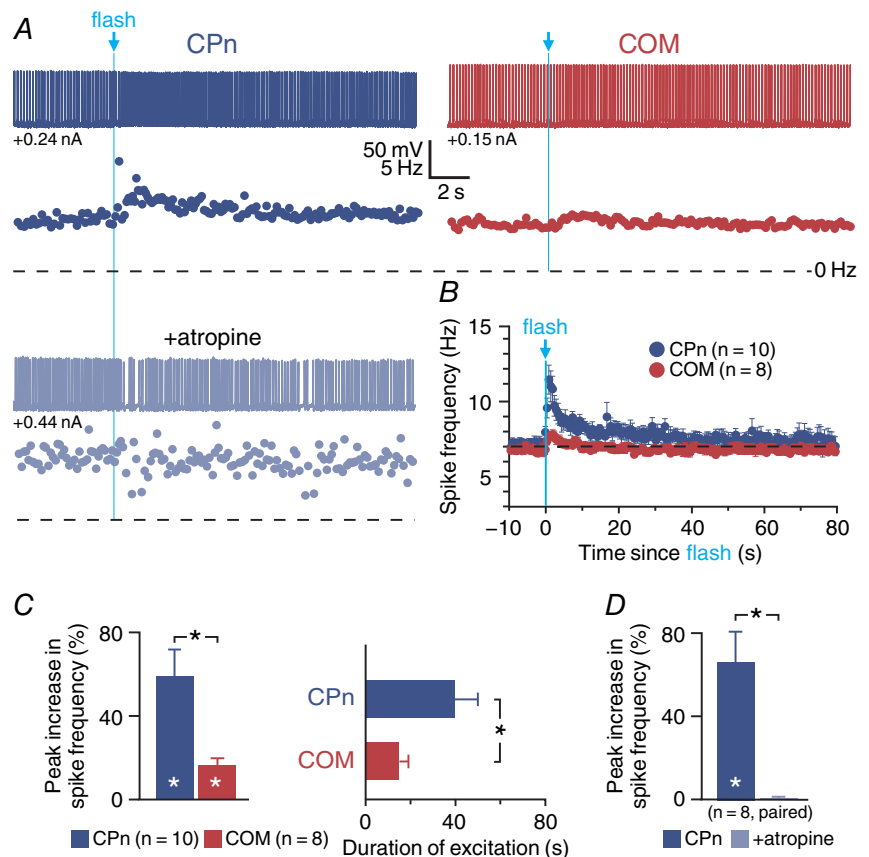 A
flash
CPn
COM
+0.24 nA
+0.15 nA
50 mV
5 Hz
2 s
0 Hz
+atropine
+0.44 nA
B
flash
CPn (n = 10)
COM (n = 8)
Spike frequency (Hz)
15
10
5
−10 0 20 40 60 80
Time since flash (s)
C
Peak increase in
spike frequency (%)
80
*
40
* *
0
CPn (n = 10) COM (n = 8)
CPn
*
COM
0 40 80
Duration of excitation (s)
D
Peak increase in
spike frequency (%)
80
*
40
*
0
(n = 8, paired)
CPn +atropine